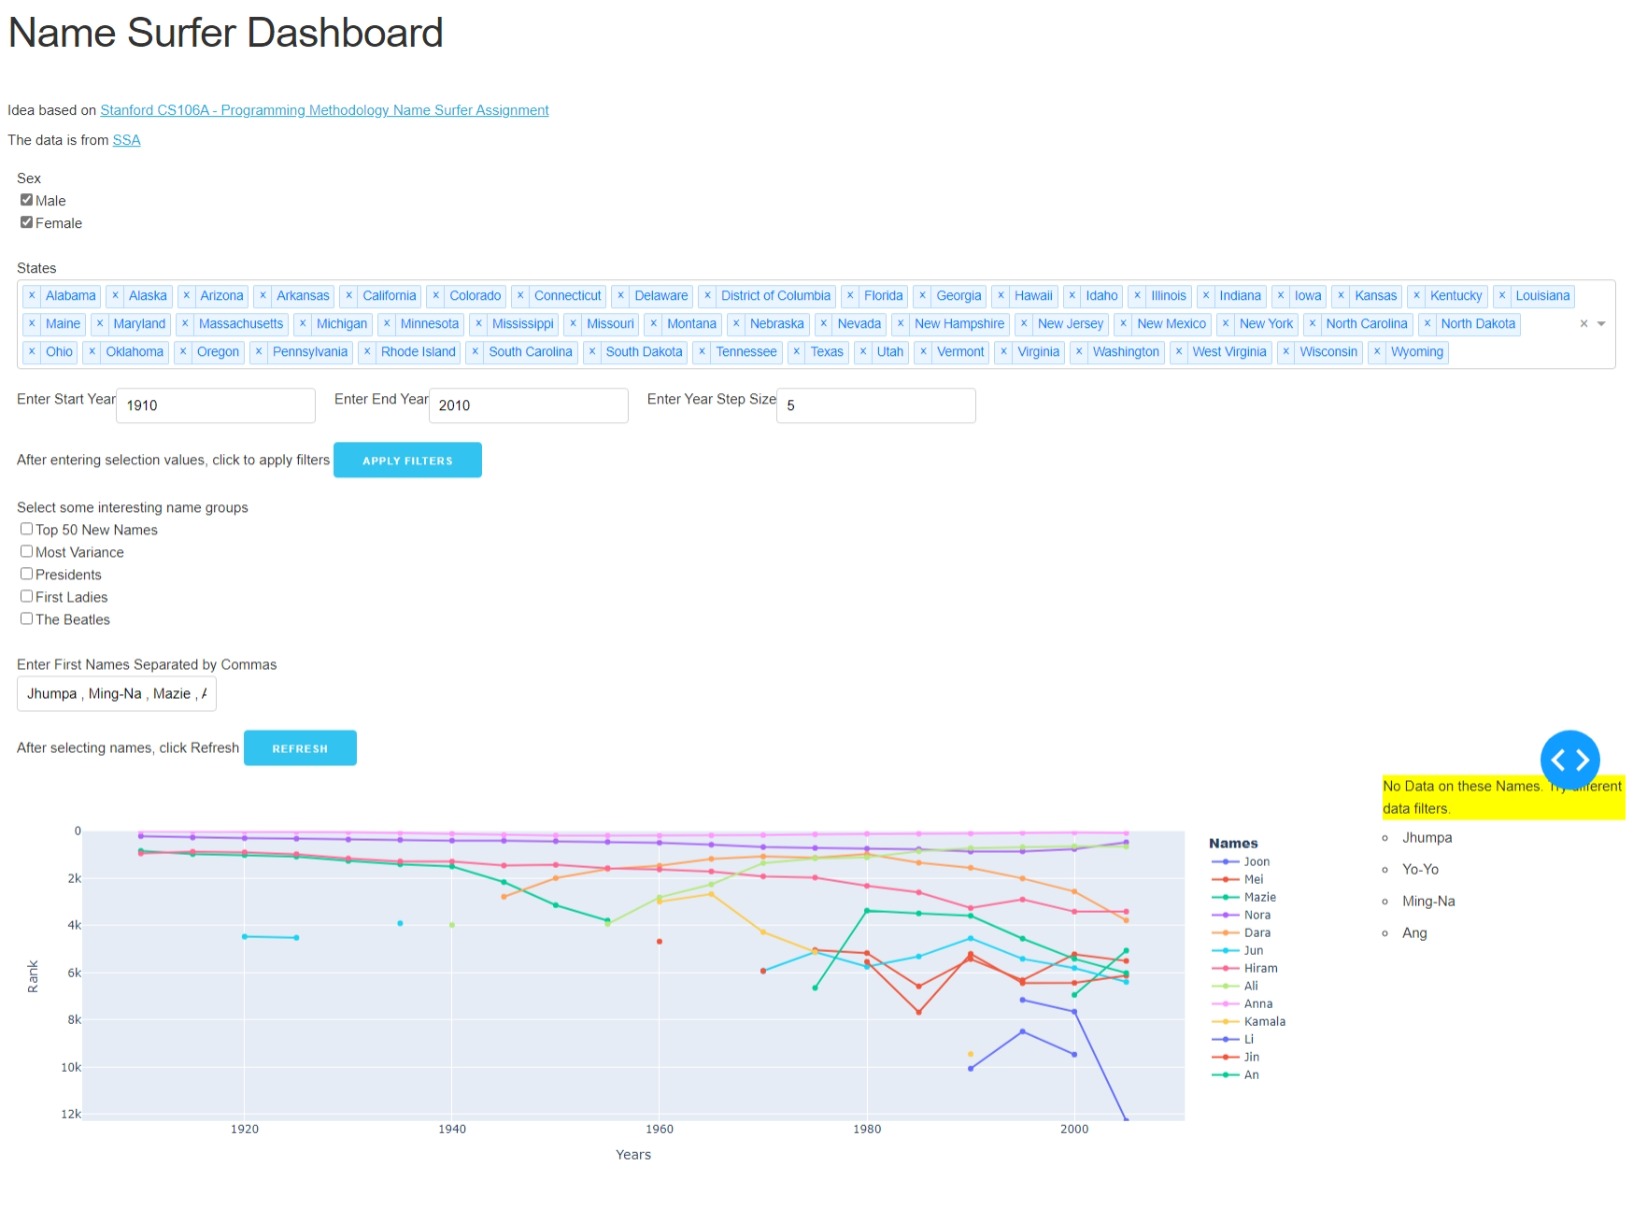 Name Surfer Dashboard
Idea based on Stanford CS106A - Programming Methodology Name Surfer Assignment
The data is from SSA
Sex
Male
Female
States
× Alabama × Alaska × Arizona × Arkansas × California × Colorado × Connecticut × Delaware × District of Columbia × Florida × Georgia × Hawaii × Idaho × Illinois × Indiana × Iowa × Kansas × Kentucky × Louisiana
× Maine × Maryland × Massachusetts × Michigan × Minnesota × Mississippi × Missouri × Montana × Nebraska × Nevada × New Hampshire × New Jersey × New Mexico × New York × North Carolina × North Dakota ×
× Ohio × Oklahoma × Oregon × Pennsylvania × Rhode Island × South Carolina × South Dakota × Tennessee × Texas × Utah × Vermont × Virginia × Washington × West Virginia × Wisconsin × Wyoming
Enter Start Year 1910 Enter End Year 2010 Enter Year Step Size 5
After entering selection values, click to apply filters APPLY FILTERS
Select some interesting name groups
Top 50 New Names
Most Variance
Presidents
First Ladies
The Beatles
Enter First Names Separated by Commas
Jhumpa , Ming-Na , Mazie ,
After selecting names, click Refresh REFRESH
No Data on these Names. Try different
data filters.
Jhumpa
Yo-Yo
Ming-Na
Ang
0
2k
4k
6k
8k
10k
12k
Rank
1920 1940 1960 1980 2000
Years
Names
Joon
Mei
Mazie
Nora
Dara
Jun
Hiram
Ali
Anna
Kamala
Li
Jin
An